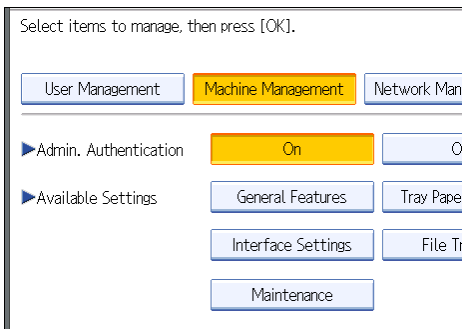 Select items to manage, then press [OK].
User Management Machine Management Network Man
Admin. Authentication On O
Available Settings General Features Tray Pape
Interface Settings File Tr
Maintenance